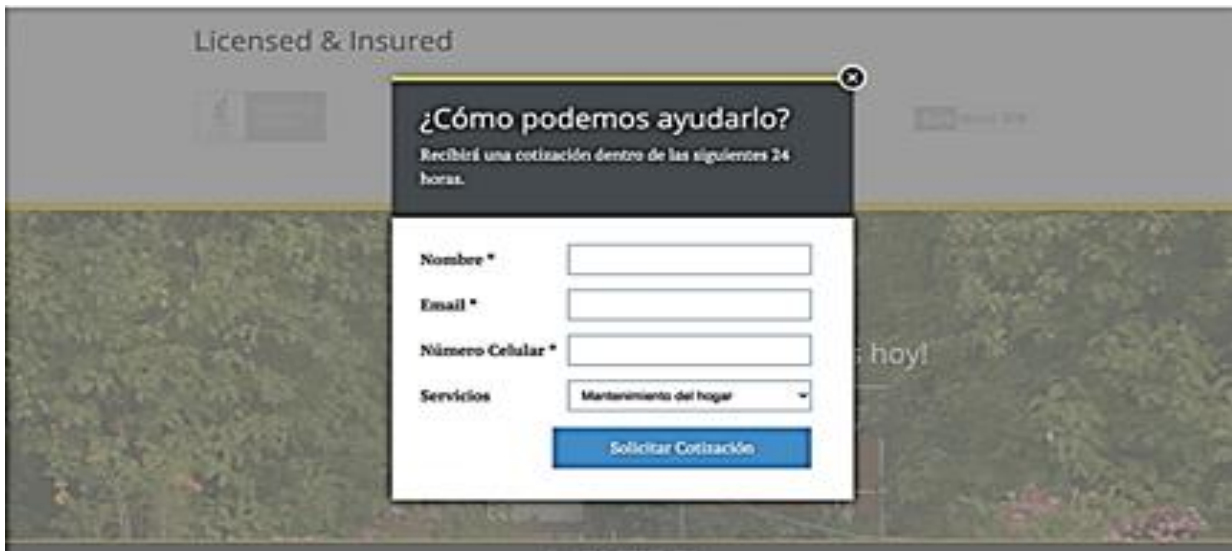 Licensed & Insured
¿Cómo podemos ayudarlo?
Recibirá una cotización dentro de las siguientes 24
horas.
Nombre *
Email *
Número Celular *
Servicios
Mantenimiento del hogar
Solicitar Cotización
hoy!